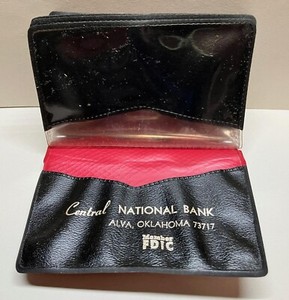 Central NATIONAL BANK
ALVA, OKLAHOMA 73717
Member
FDIC